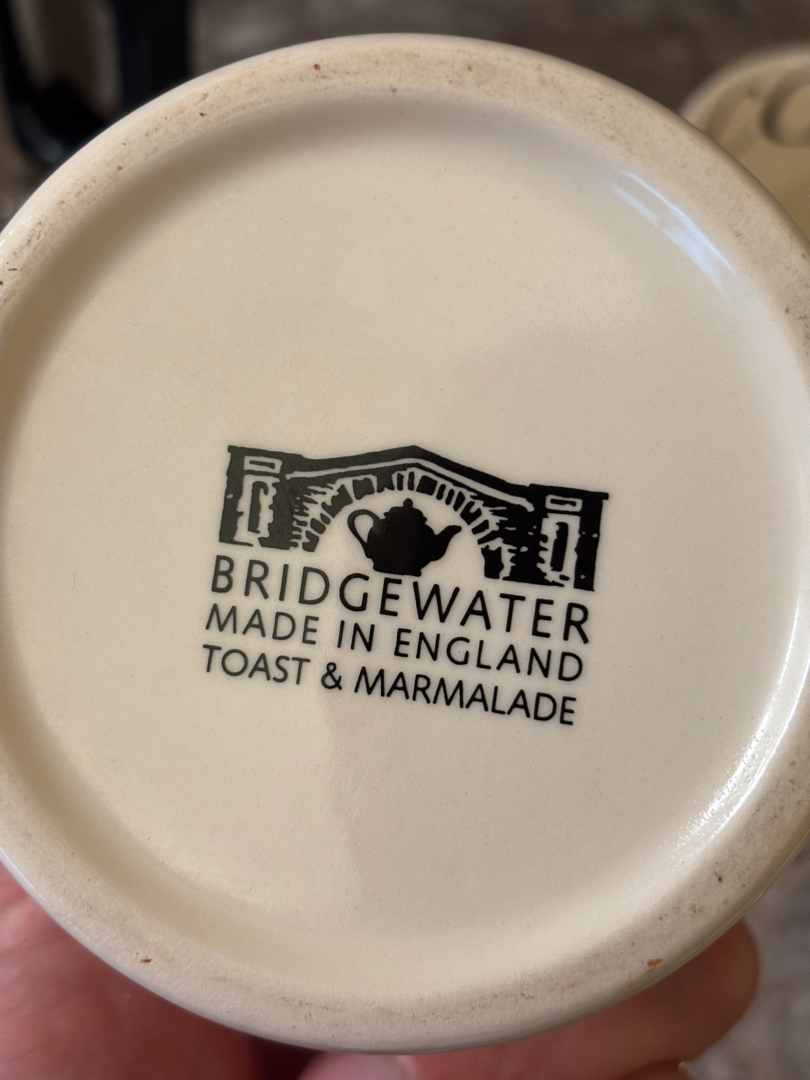 BRIDGEWATER
MADE IN ENGLAND
TOAST & MARMALADE